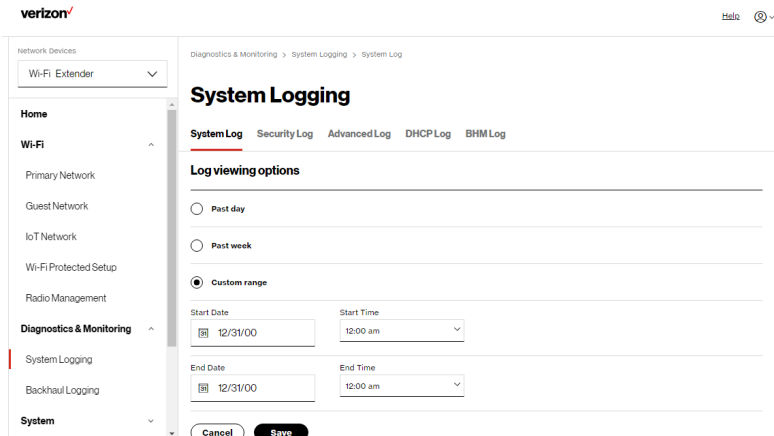 verizon
Help
Network Devices
Wi-Fi Extender
Home
Wi-Fi
Primary Network
Guest Network
IoT Network
Wi-Fi Protected Setup
Radio Management
Diagnostics & Monitoring
System Logging
Backhaul Logging
System
Diagnostics & Monitoring > System Logging > System Log
System Logging
System Log Security Log Advanced Log DHCP Log BHM Log
Log viewing options
Past day
Past week
Custom range
Start Date Start Time
31 12/31/00 12:00 am
End Date End Time
31 12/31/00 12:00 am
Cancel Save